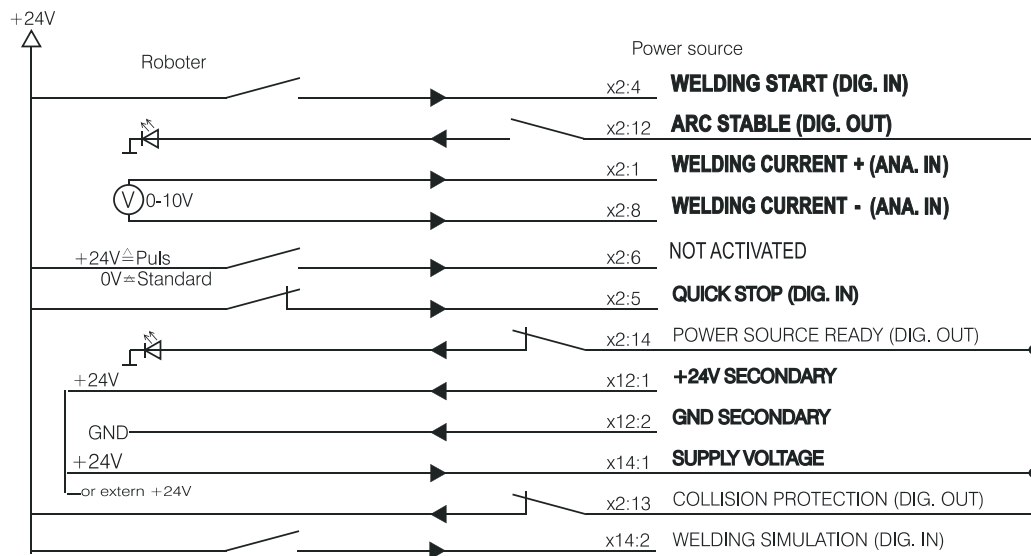 +24V
Roboter
Power source
x2:4 WELDING START (DIG. IN)
x2:12 ARC STABLE (DIG. OUT)
x2:1 WELDING CURRENT + (ANA. IN)
V 0-10V
x2:8 WELDING CURRENT - (ANA. IN)
+24V≙Puls
x2:6 NOT ACTIVATED
0V≙Standard
x2:5 QUICK STOP (DIG. IN)
x2:14 POWER SOURCE READY (DIG. OUT)
+24V
x12:1 +24V SECONDARY
GND
x12:2 GND SECONDARY
+24V
x14:1 SUPPLY VOLTAGE
or extern +24V
x2:13 COLLISION PROTECTION (DIG. OUT)
x14:2 WELDING SIMULATION (DIG. IN)